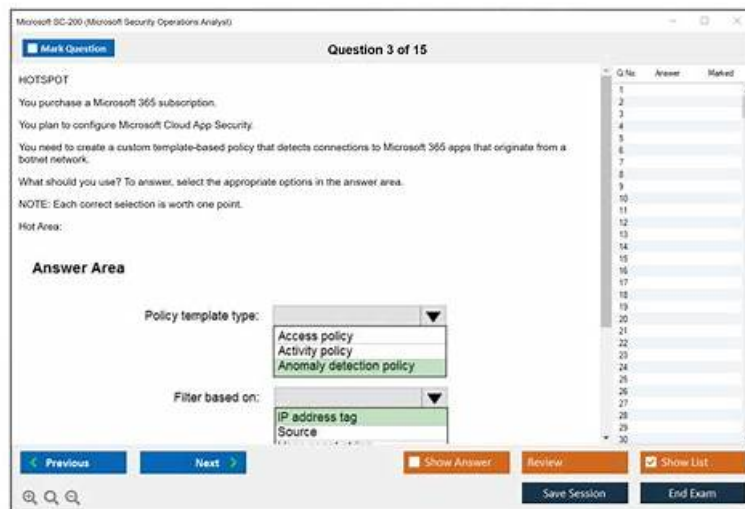 Microsoft SC-200 (Microsoft Security Operations Analyst)
Mark Question
Question 3 of 15
HOTSPOT
You purchase a Microsoft 365 subscription.
You plan to configure Microsoft Cloud App Security.
You need to create a custom template-based policy that detects connections to Microsoft 365 apps that originate from a
botnet network.
What should you use? To answer, select the appropriate options in the answer area.
NOTE: Each correct selection is worth one point.
Hot Area:
Answer Area
Policy template type:
Access policy
Activity policy
Anomaly detection policy
Filter based on:
IP address tag
Source
Q.No Answer Marked
1
2
3
4
5
6
7
8
9
10
11
12
13
14
15
16
17
18
19
20
21
22
23
24
25
26
27
28
29
30
Previous
Next
Show Answer
Review
Show List
Save Session
End Exam